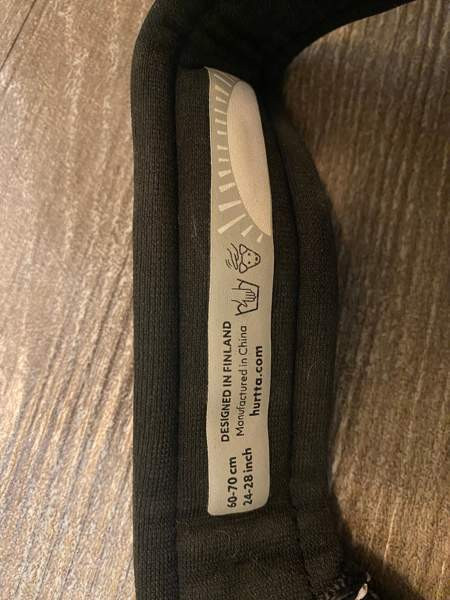 DESIGNED IN FINLAND
Manufactured in China
hurtta.com
60-70 cm
24-28 inch